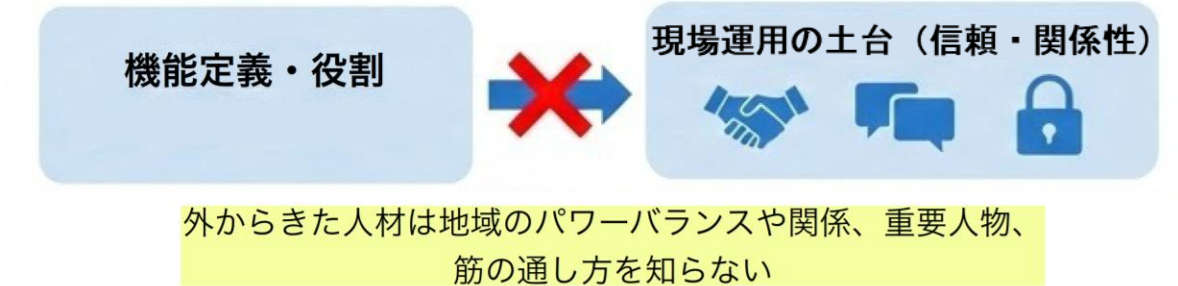 機能定義・役割
現場運用の土台（信頼・関係性）
外からきた人材は地域のパワーバランスや関係、重要人物、
筋の通し方を知らない